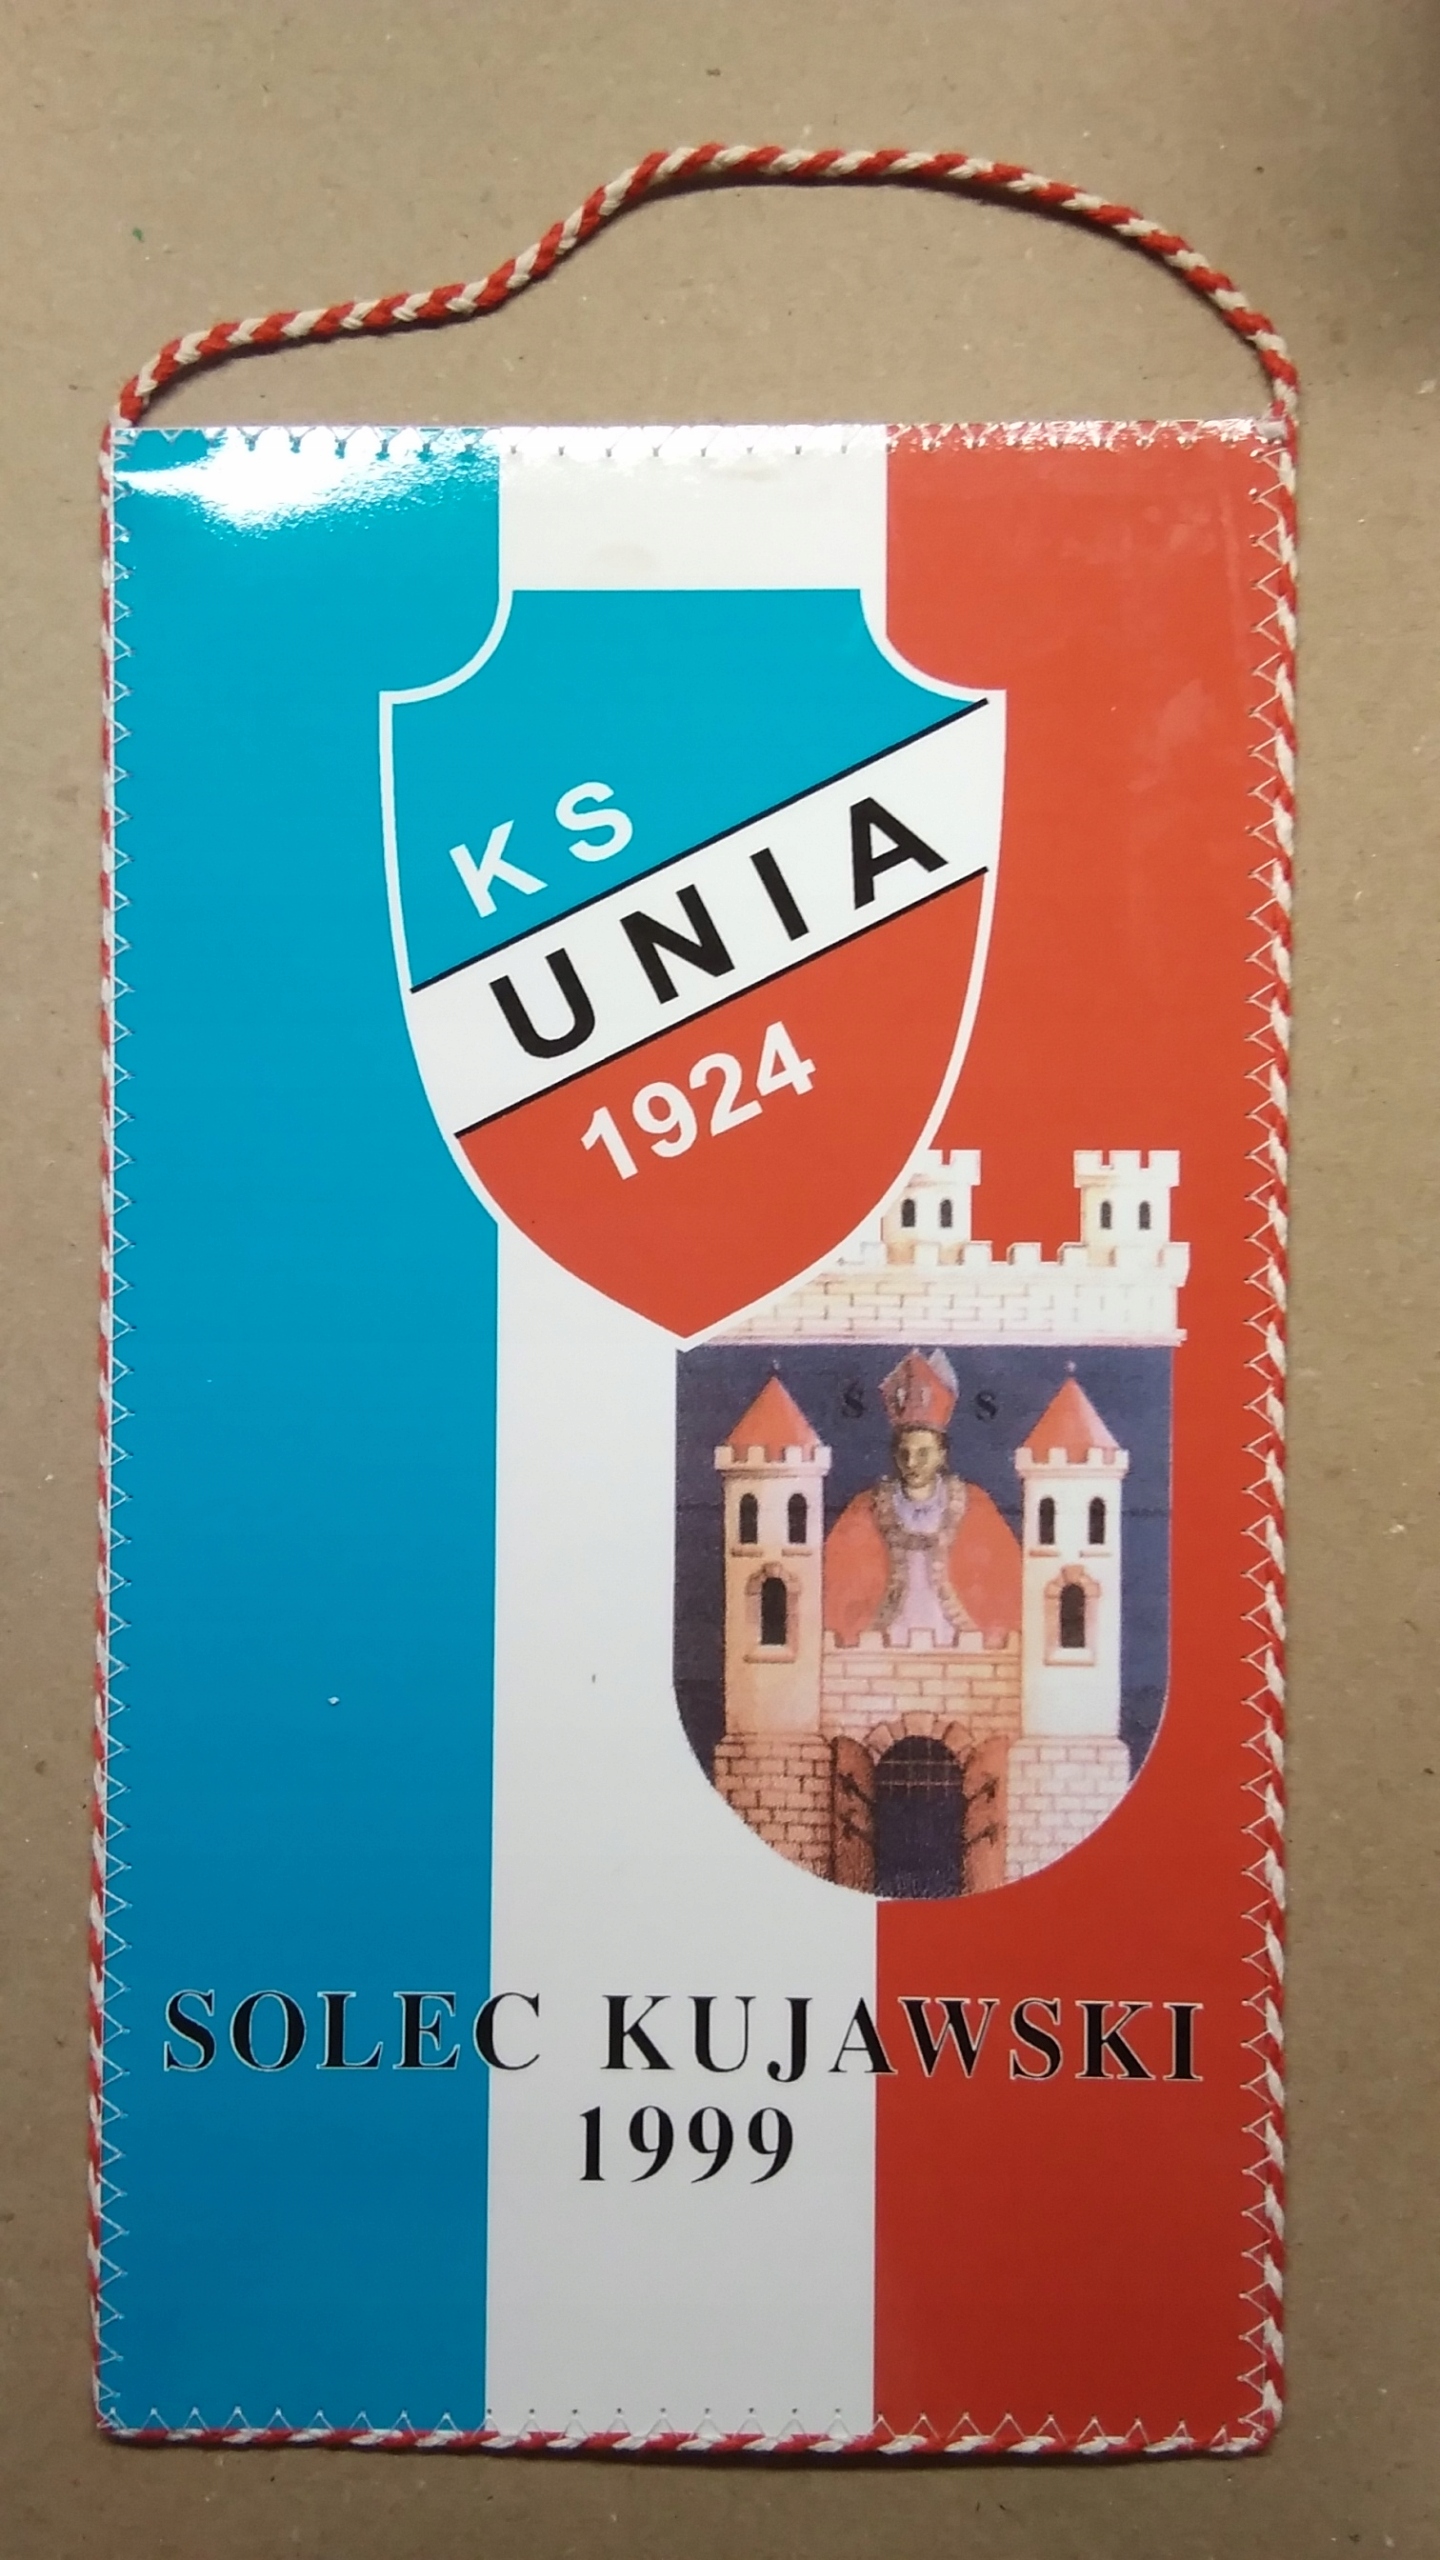 KS
UNIA
1924
Ś S
SOLEC KUJAWSKI
1999